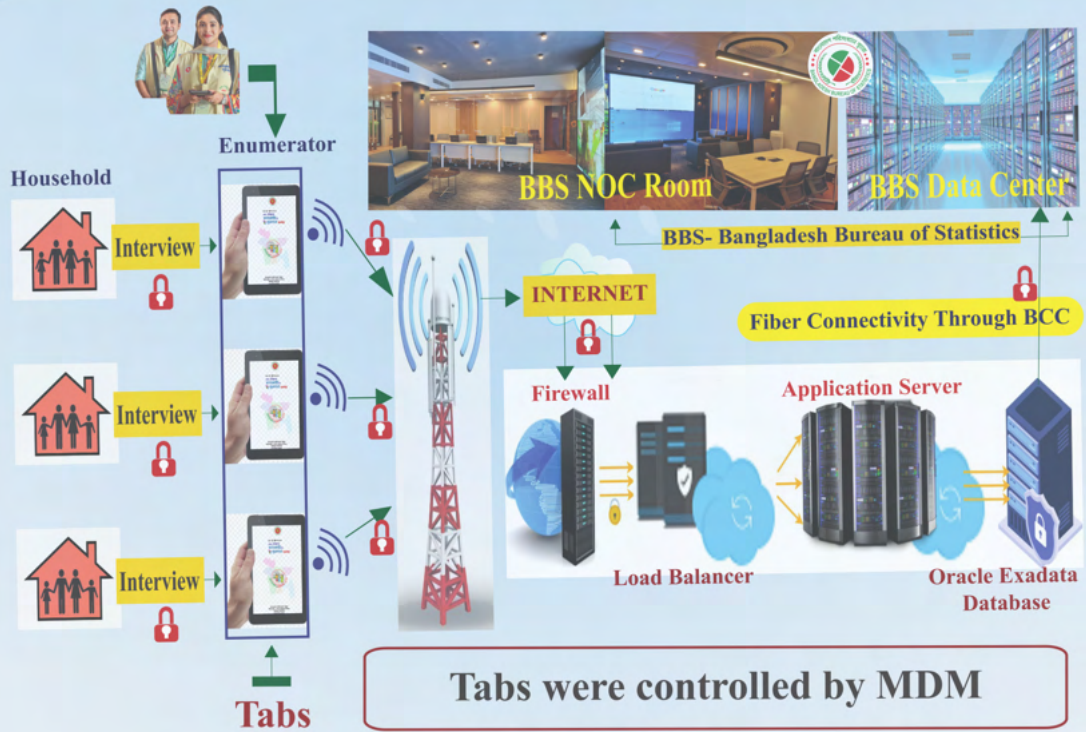 Enumerator
Household
Interview
Interview
Interview
Tabs
BBS NOC Room
BBS Data Center
BBS- Bangladesh Bureau of Statistics
INTERNET
Fiber Connectivity Through BCC
Firewall
Application Server
Load Balancer
Oracle Exadata
Database
Tabs were controlled by MDM